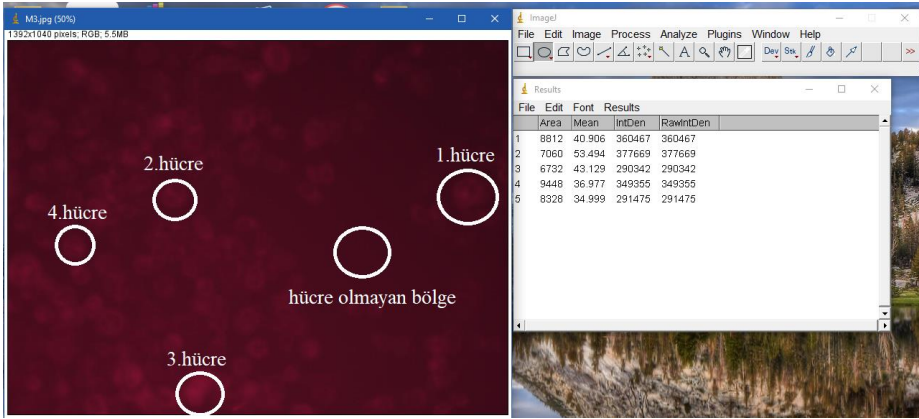 M3.jpg (50%)
1392x1040 pixels; RGB; 5.5MB
1.hücre
2.hücre
4.hücre
hücre olmayan bölge
3.hücre
ImageJ
File Edit Image Process Analyze Plugins Window Help
A Dev Stk >>
Results
File Edit Font Results
Area Mean IntDen RawIntDen
1 8812 40.906 360467 360467
2 7060 53.494 377669 377669
3 6732 43.129 290342 290342
4 9448 36.977 349355 349355
5 8328 34.999 291475 291475